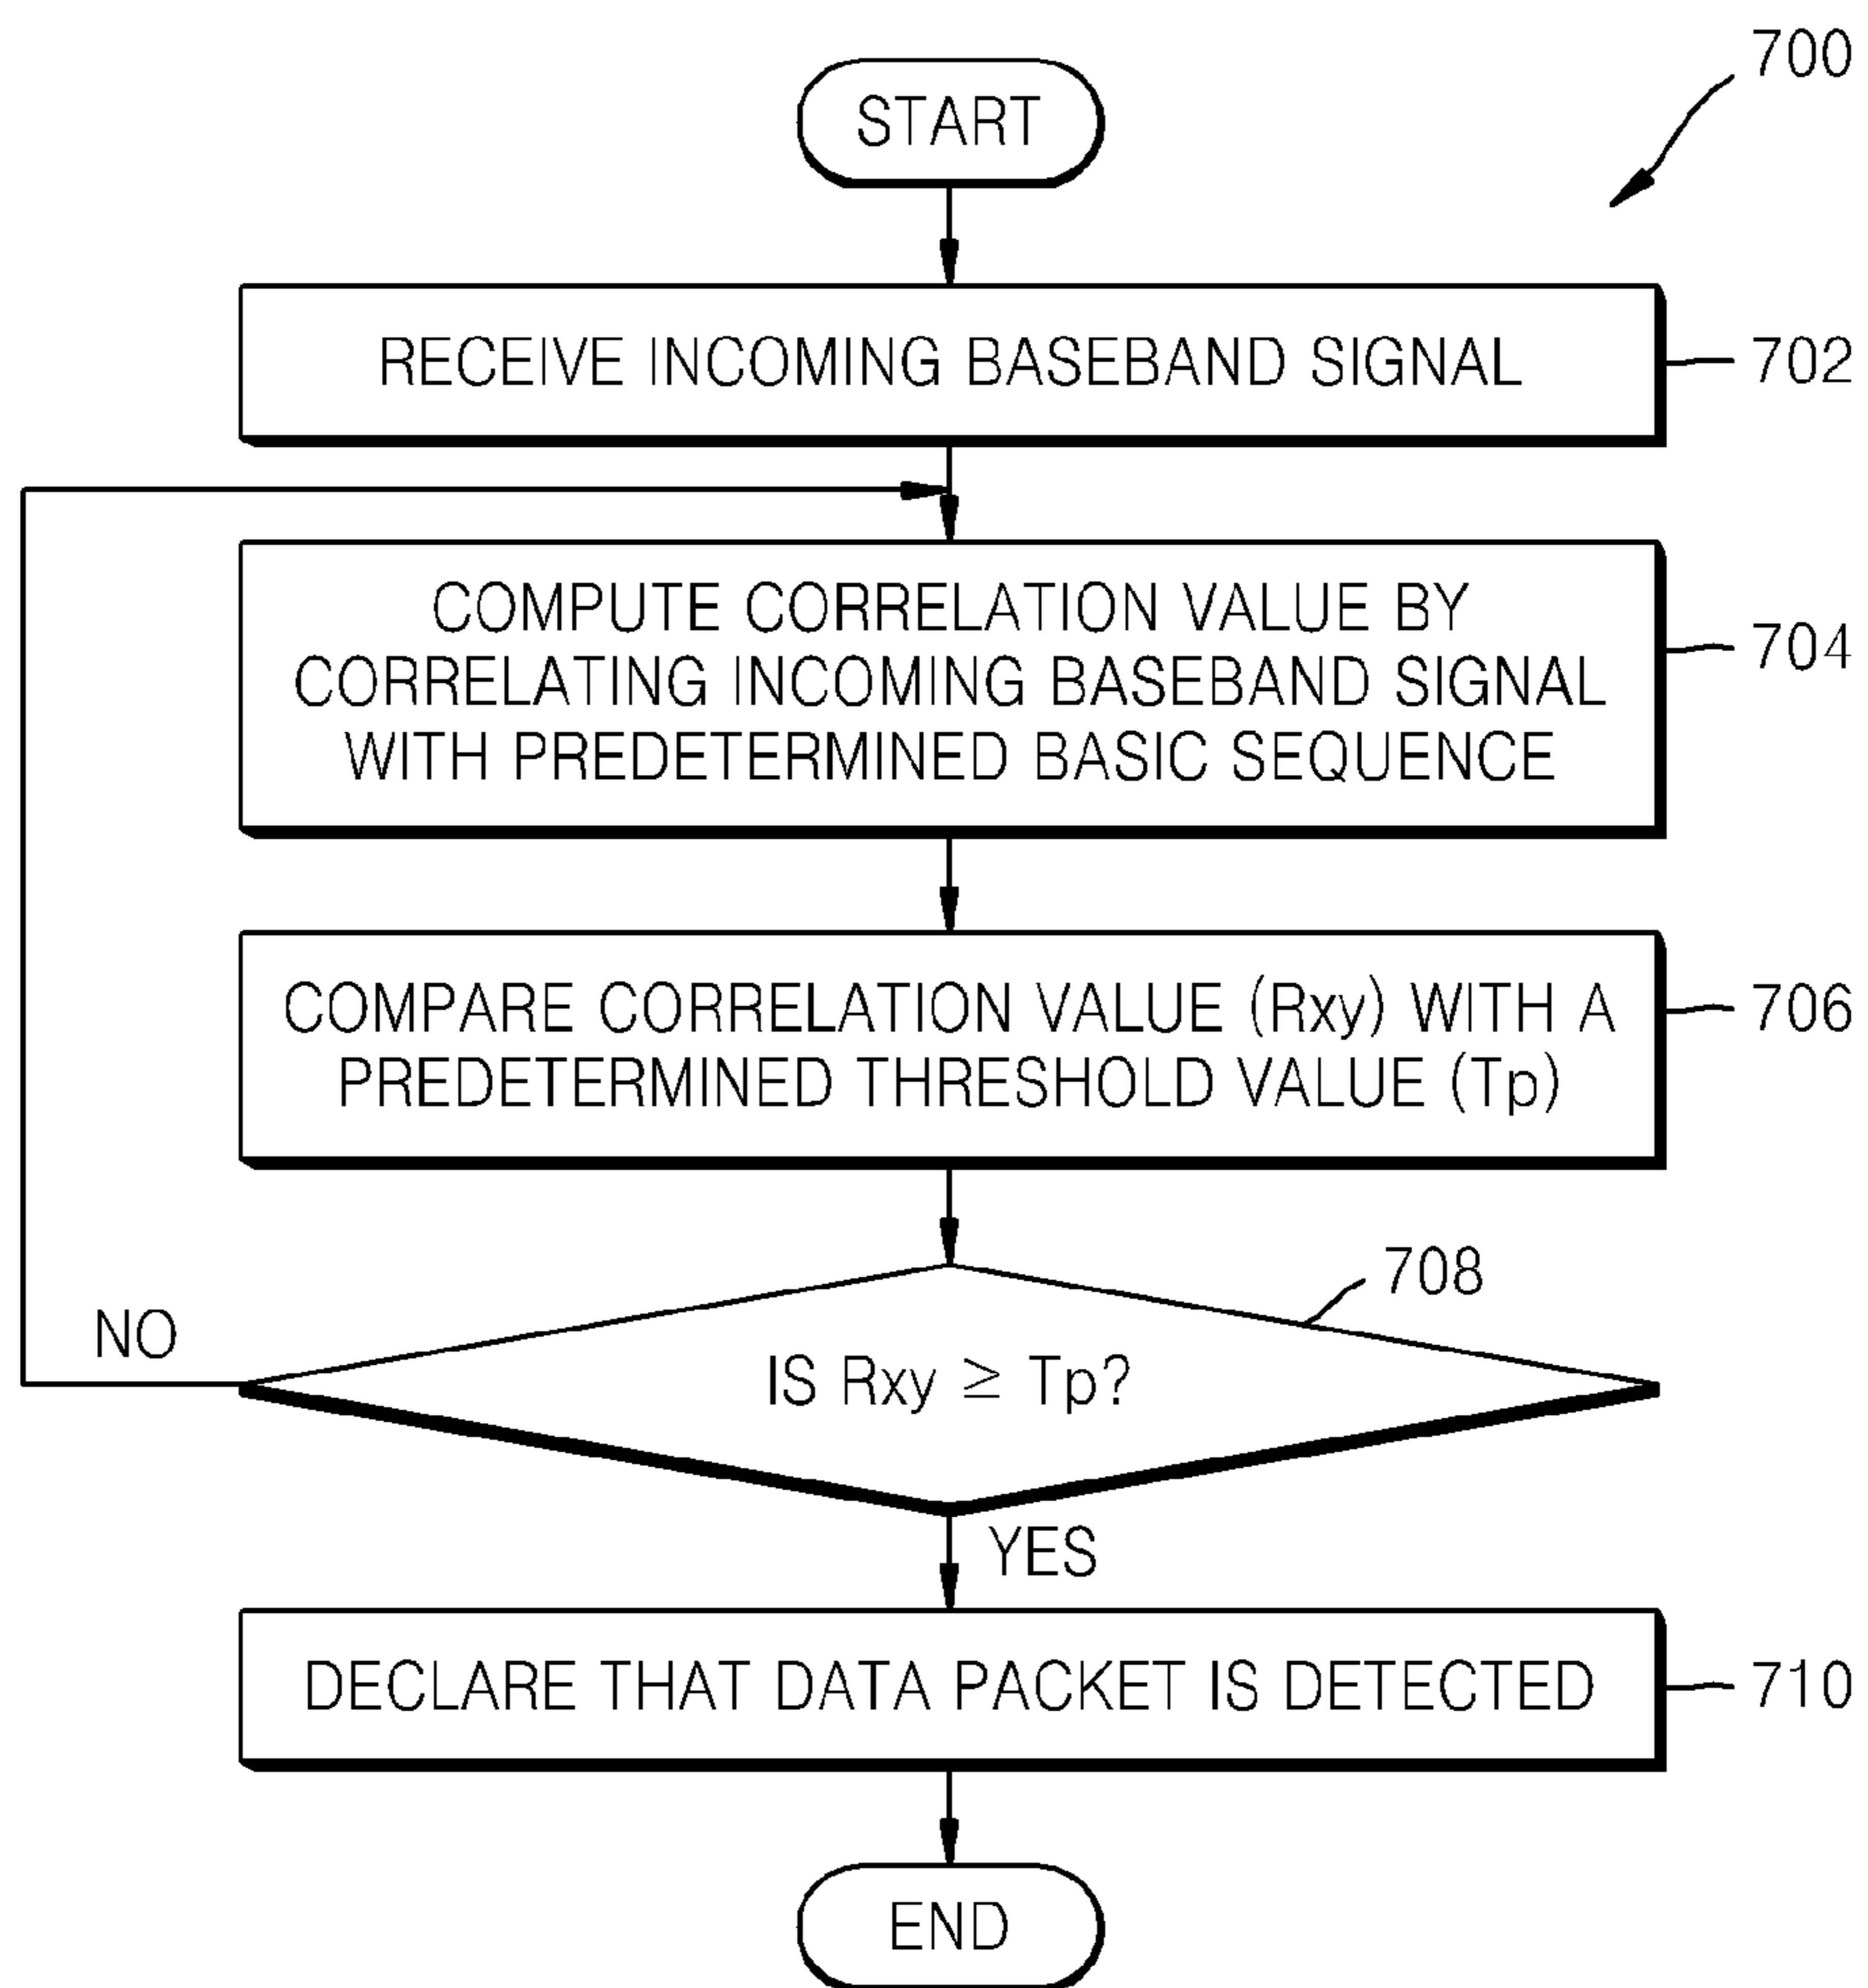 700
START
RECEIVE INCOMING BASEBAND SIGNAL
702
COMPUTE CORRELATION VALUE BY
CORRELATING INCOMING BASEBAND SIGNAL
WITH PREDETERMINED BASIC SEQUENCE
704
COMPARE CORRELATION VALUE (Rxy) WITH A
PREDETERMINED THRESHOLD VALUE (Tp)
706
708
NO
IS Rxy ≥ Tp?
YES
DECLARE THAT DATA PACKET IS DETECTED
710
END